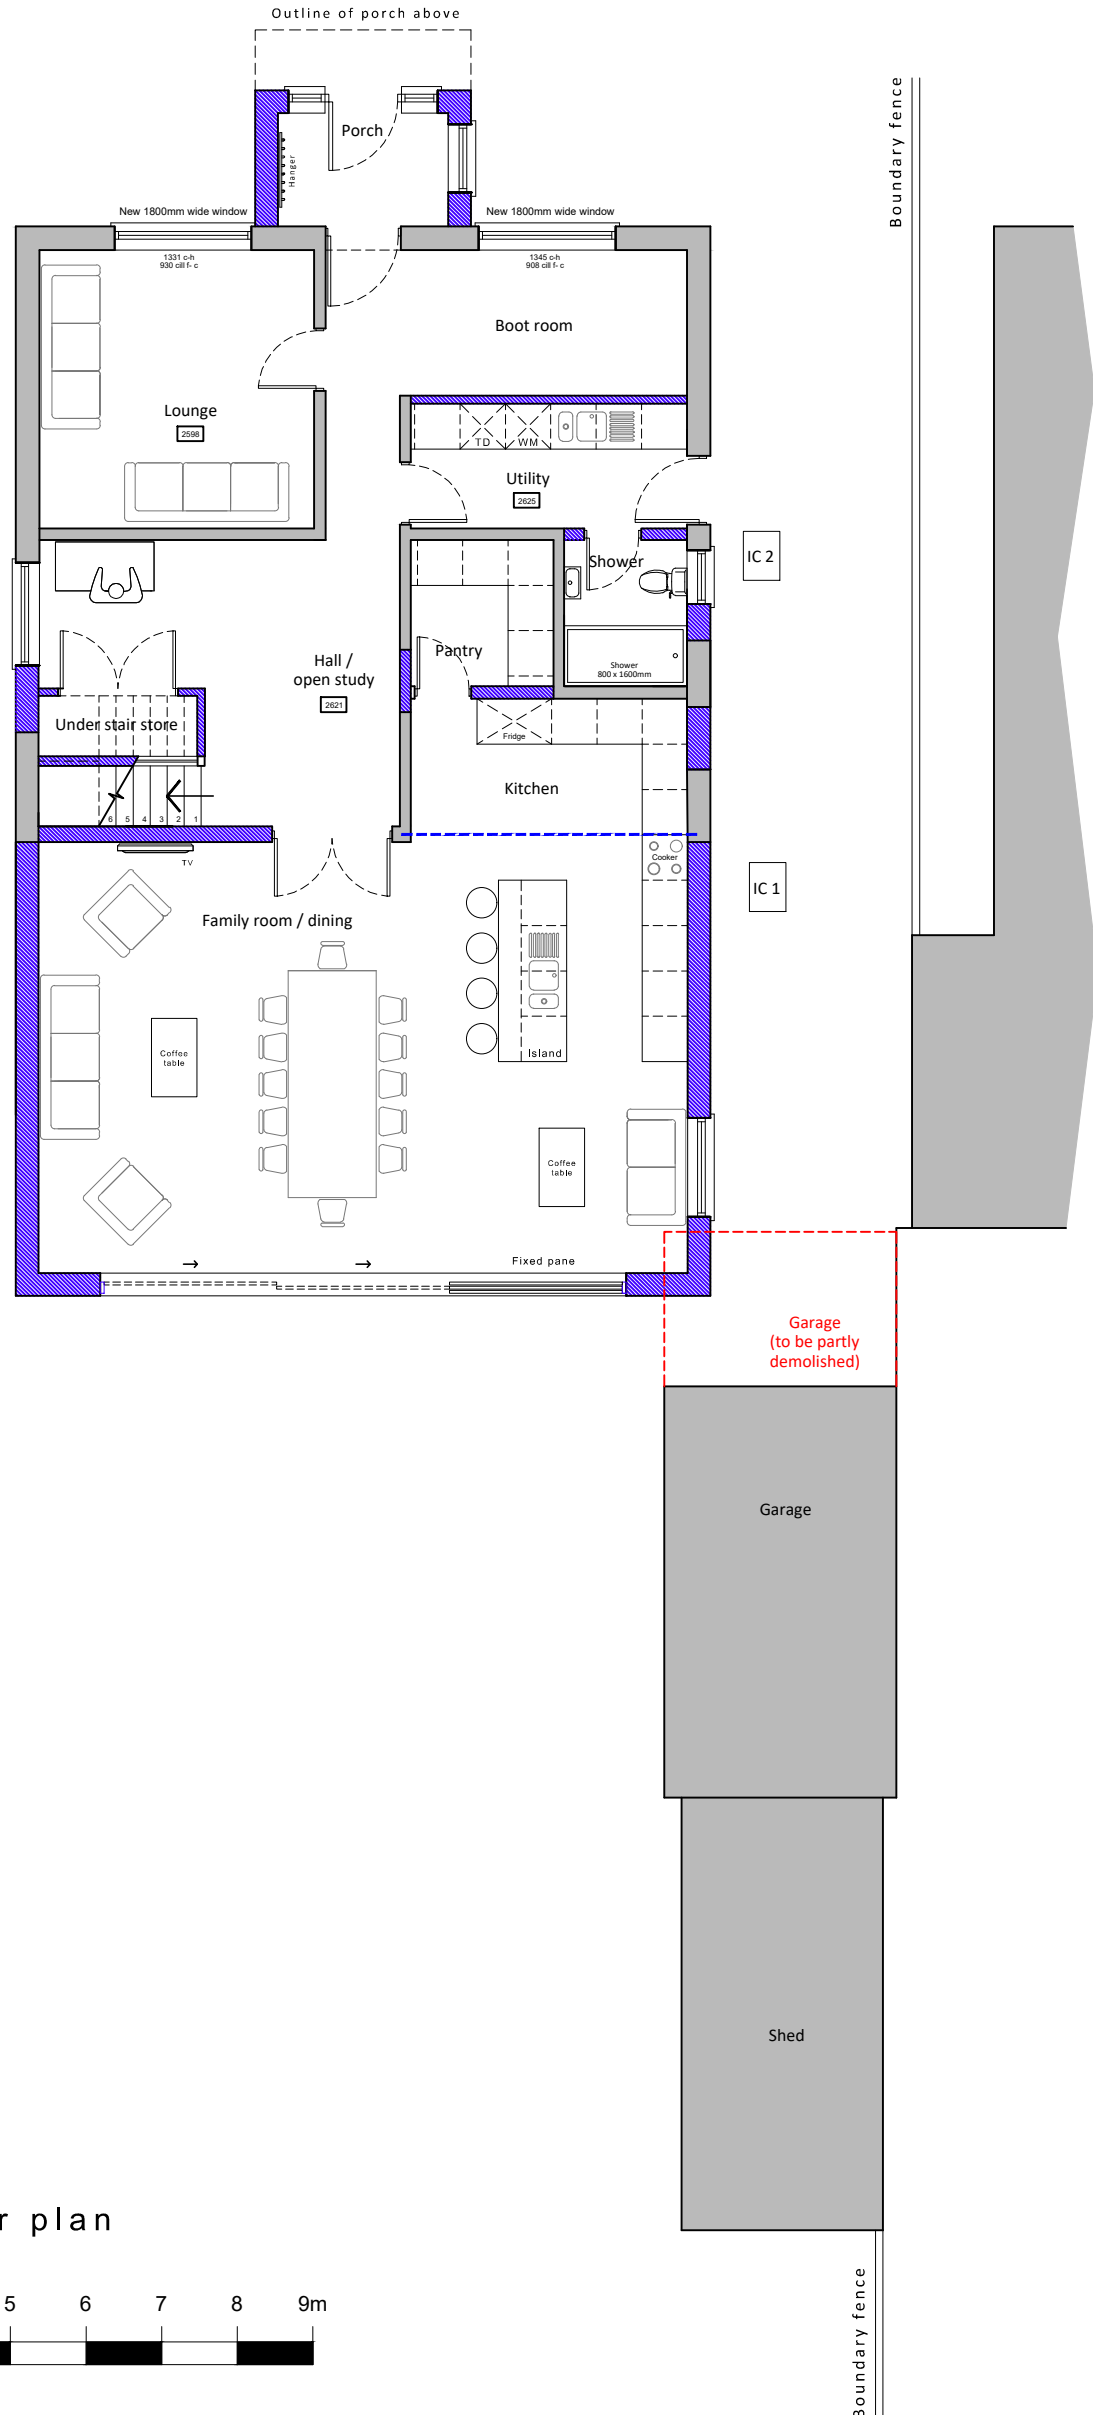 Outline of porch above
Boundary fence
Porch
Hanger
New 1800mm wide window
New 1800mm wide window
1331 c-h
930 cill f- c
1345 c-h
908 cill f- c
Boot room
Lounge
2598
TD
WM
Utility
2625
IC 2
Shower
Pantry
Shower
800 x 1600mm
Hall /
open study
2621
Under stair store
Fridge
Kitchen
6
5
4
3
2
1
TV
Cooker
IC 1
Family room / dining
Coffee
table
Island
Coffee
table
Fixed pane
Garage
(to be partly
demolished)
Garage
Shed
r plan
5
6
7
8
9m
Boundary fence